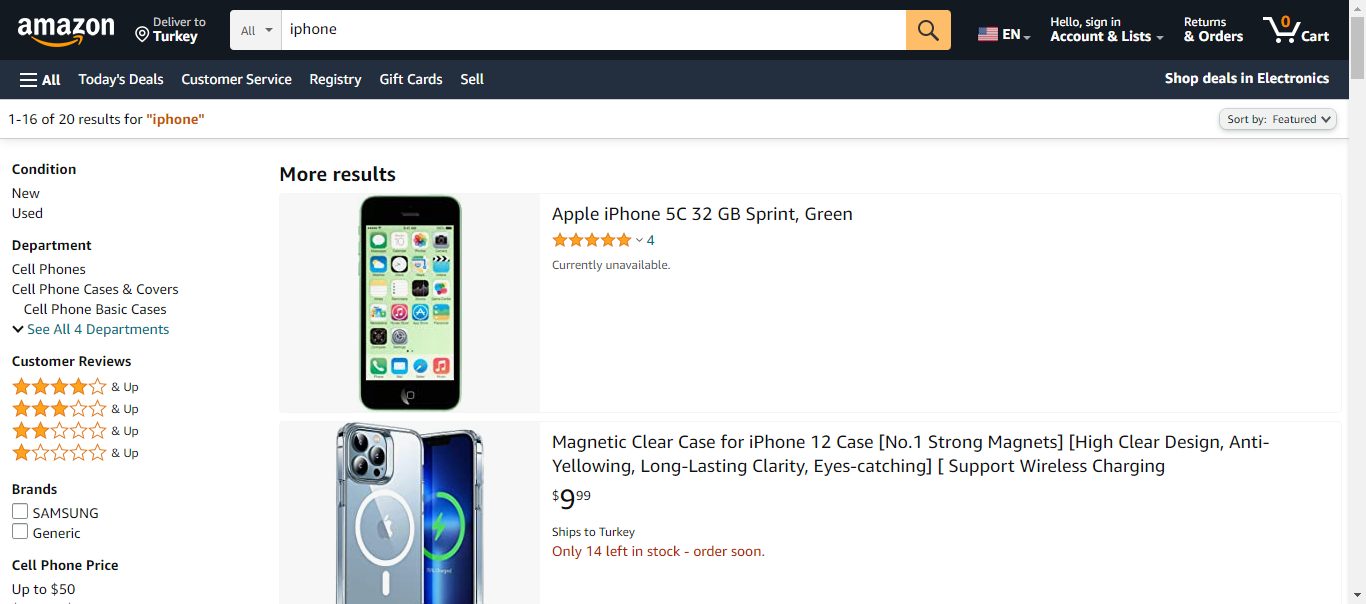 amazon
Deliver to
Turkey
All
iphone
EN
Hello, sign in
Account & Lists
Returns
& Orders
0
Cart
All
Today's Deals
Customer Service
Registry
Gift Cards
Sell
Shop deals in Electronics
1-16 of 20 results for "iphone"
Sort by: Featured
Condition
New
Used
Department
Cell Phones
Cell Phone Cases & Covers
Cell Phone Basic Cases
See All 4 Departments
Customer Reviews
& Up
& Up
& Up
& Up
Brands
SAMSUNG
Generic
Cell Phone Price
Up to $50
More results
Apple iPhone 5C 32 GB Sprint, Green
4
Currently unavailable.
Magnetic Clear Case for iPhone 12 Case [No.1 Strong Magnets] [High Clear Design, Anti-
Yellowing, Long-Lasting Clarity, Eyes-catching] [ Support Wireless Charging
$999
Ships to Turkey
Only 14 left in stock - order soon.